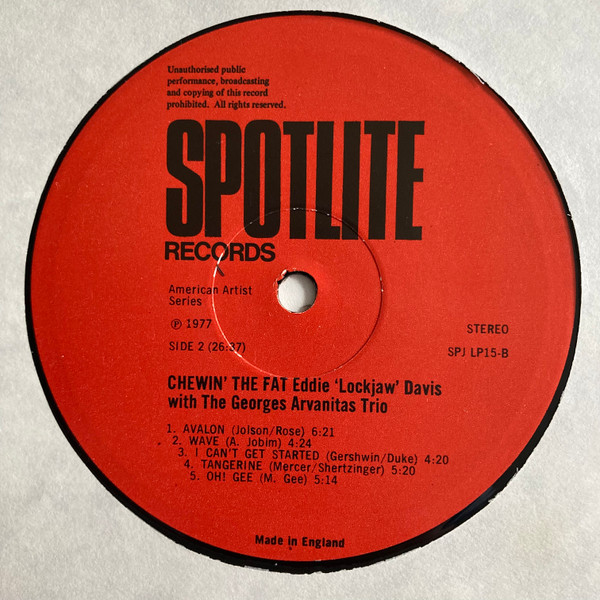 Unauthorised public
performance, broadcasting
and copying of this record
prohibited. All rights reserved.
SPOTLITE
RECORDS
American Artist
Series
℗ 1977
STEREO
SIDE 2 (26:37)
SPJ LP15-B
CHEWIN' THE FAT Eddie 'Lockjaw' Davis
with The Georges Arvanitas Trio
1. AVALON (Jolson/Rose) 6:21
2. WAVE (A. Jobim) 4:24
3. I CAN'T GET STARTED (Gershwin/Duke) 4:20
4. TANGERINE (Mercer/Shertzinger) 5:20
5. OH! GEE (M. Gee) 5:14
Made in England